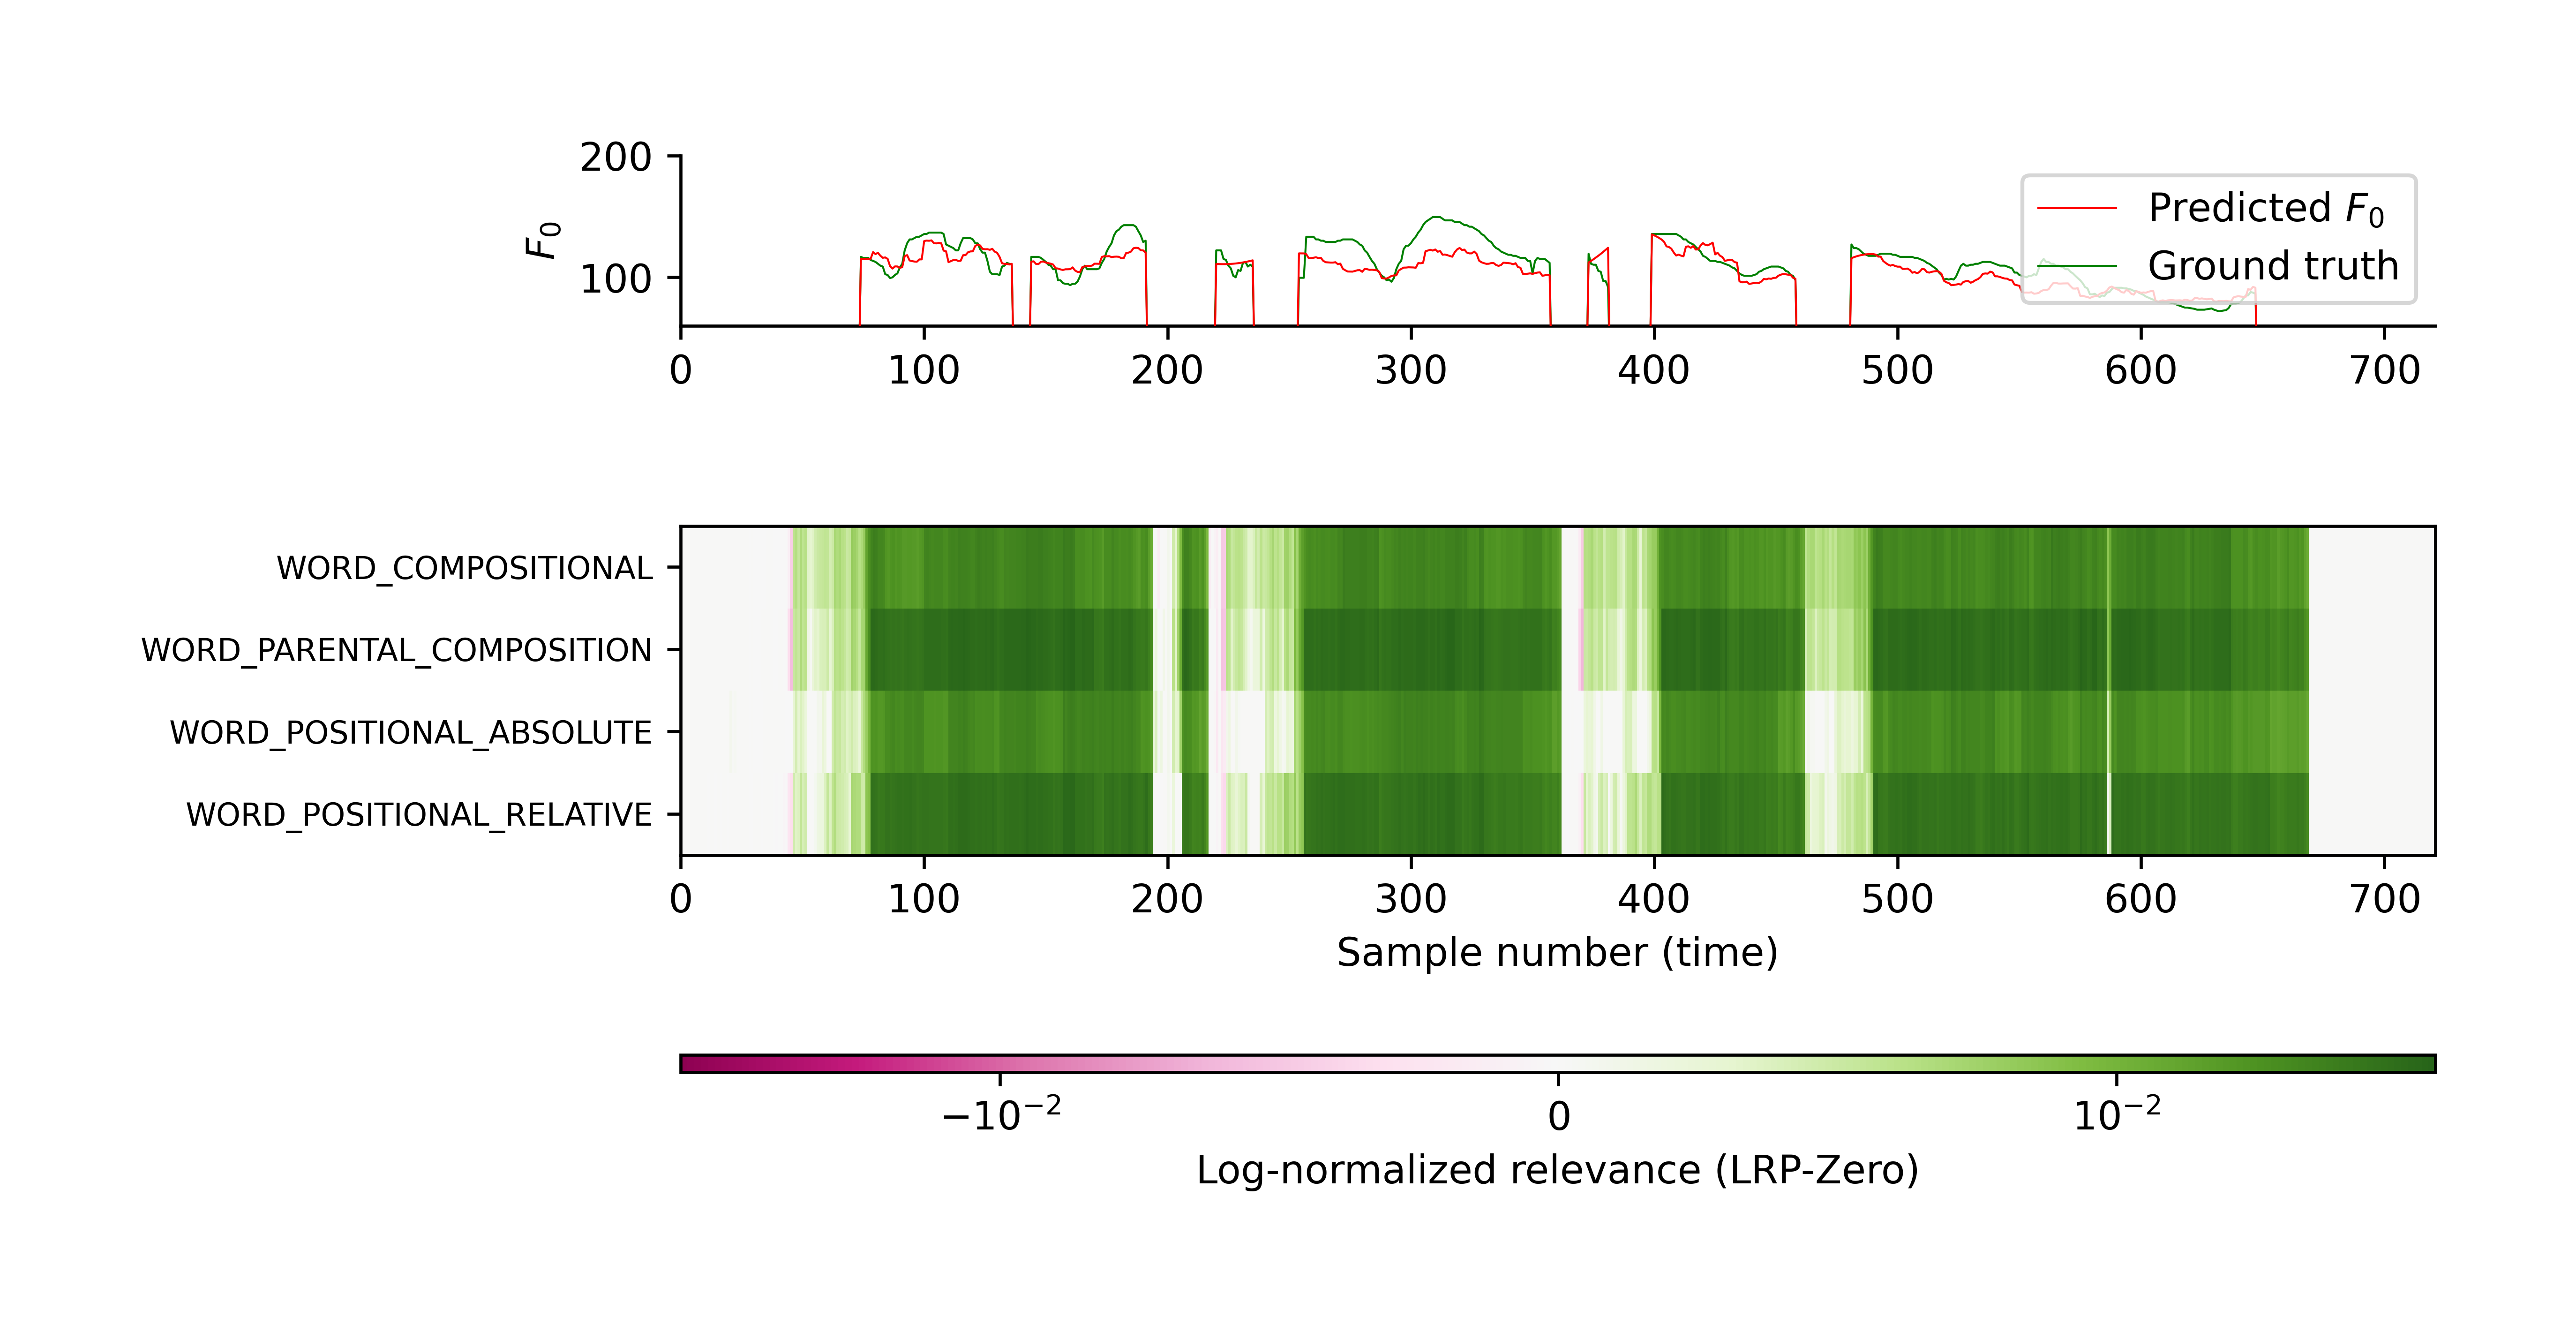 200
100
F₀
Predicted F₀
Ground truth
0 100 200 300 400 500 600 700
WORD_COMPOSITIONAL
WORD_PARENTAL_COMPOSITION
WORD_POSITIONAL_ABSOLUTE
WORD_POSITIONAL_RELATIVE
0 100 200 300 400 500 600 700
Sample number (time)
−10⁻² 0 10⁻²
Log-normalized relevance (LRP-Zero)